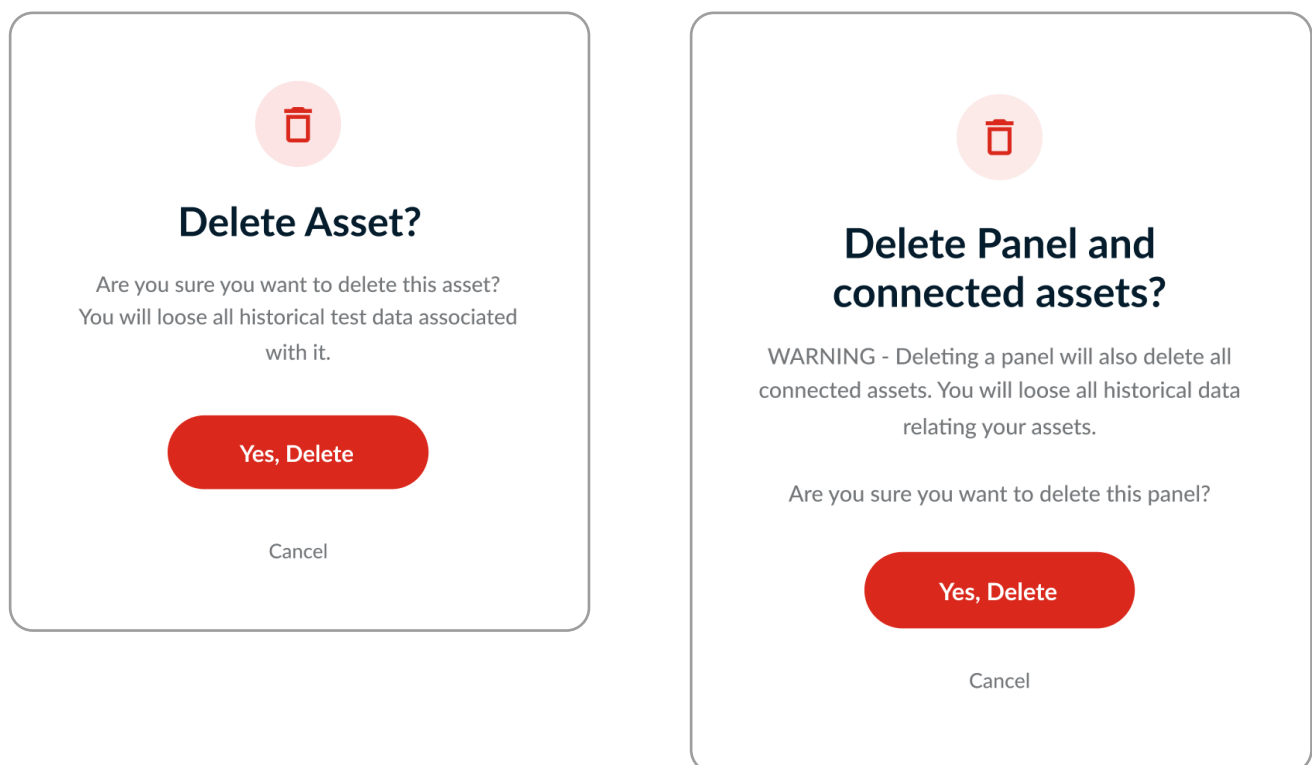 Delete Asset?
Are you sure you want to delete this asset?
You will loose all historical test data associated
with it.
Yes, Delete
Cancel
Delete Panel and
connected assets?
WARNING - Deleting a panel will also delete all
connected assets. You will loose all historical data
relating your assets.
Are you sure you want to delete this panel?
Yes, Delete
Cancel